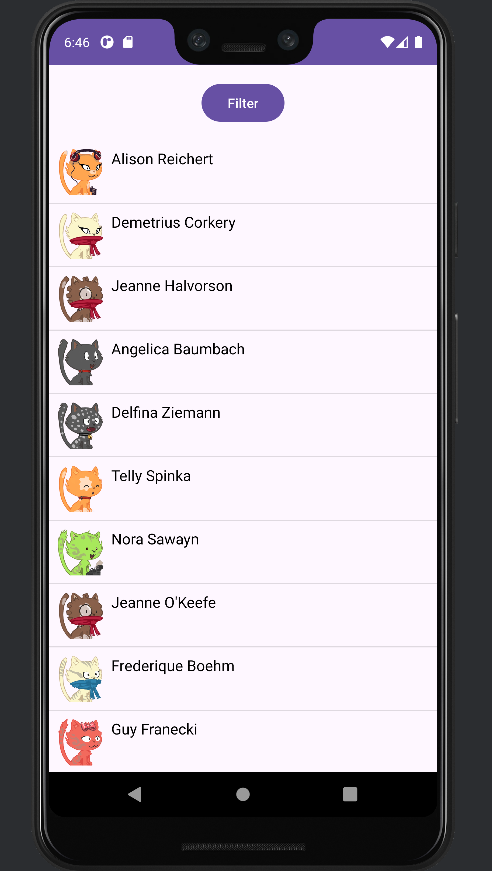 6:46
Filter
Alison Reichert
Demetrius Corkery
Jeanne Halvorson
Angelica Baumbach
Delfina Ziemann
Telly Spinka
Nora Sawayn
Jeanne O'Keefe
Frederique Boehm
Guy Franecki